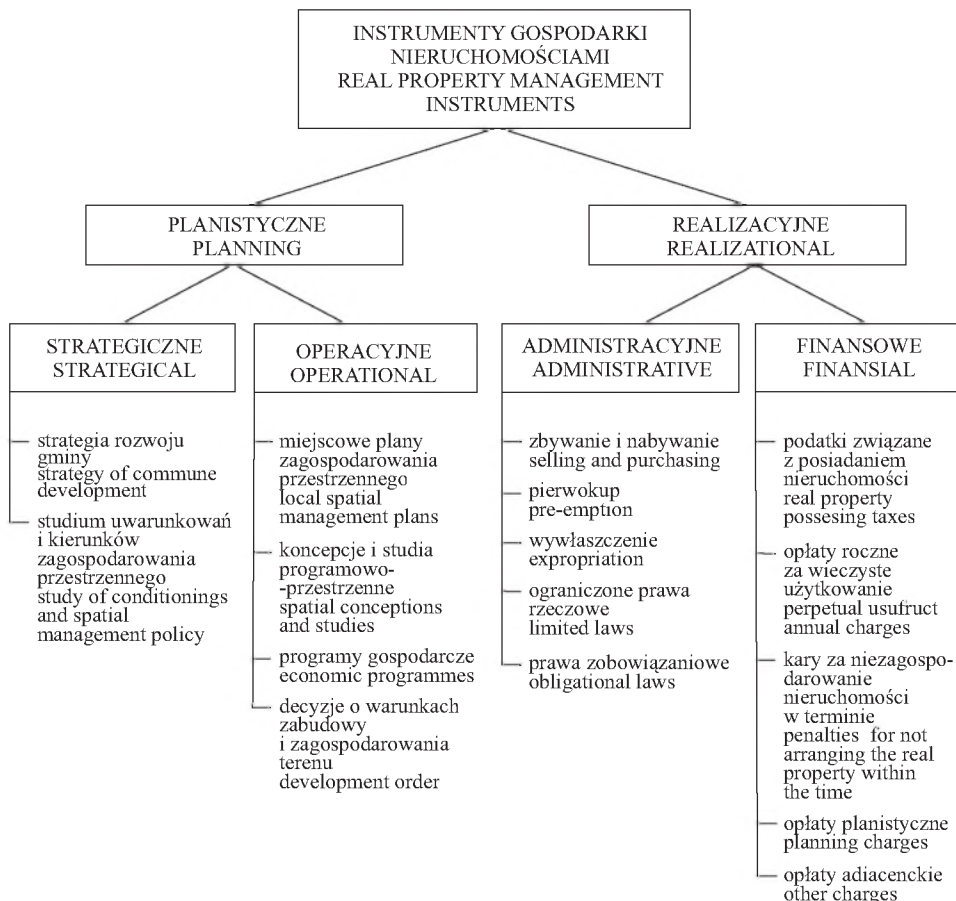 INSTRUMENTY GOSPODARKI
NIERUCHOMOŚCIAMI
REAL PROPERTY MANAGEMENT
INSTRUMENTS
PLANISTYCZNE
PLANNING
REALIZACYJNE
REALIZATIONAL
STRATEGICZNE
STRATEGICAL
strategia rozwoju
gminy
strategy of commune
development
studium uwarunkowań
i kierunków
zagospodarowania
przestrzennego
study of conditionings
and spatial
management policy
OPERACYJNE
OPERATIONAL
miejscowe plany
zagospodarowania
przestrzennego
local spatial
management plans
koncepcje i studia
programowo-
-przestrzenne
spatial conceptions
and studies
programy gospodarcze
economic programmes
decyzje o warunkach
zabudowy
i zagospodarowania
terenu
development order
ADMINISTRACYJNE
ADMINISTRATIVE
zbywanie i nabywanie
selling and purchasing
pierwokup
pre-emption
wywłaszczenie
expropriation
ograniczone prawa
rzeczowe
limited laws
prawa zobowiązaniowe
obligational laws
FINANSOWE
FINANSIAL
podatki związane
z posiadaniem
nieruchomości
real property
possesing taxes
opłaty roczne
za wieczyste
użytkowanie
perpetual usufruct
annual charges
kary za niezagospo-
darowanie
nieruchomości
w terminie
penalties for not
arranging the real
property within
the time
opłaty planistyczne
planning charges
opłaty adiacenckie
other charges